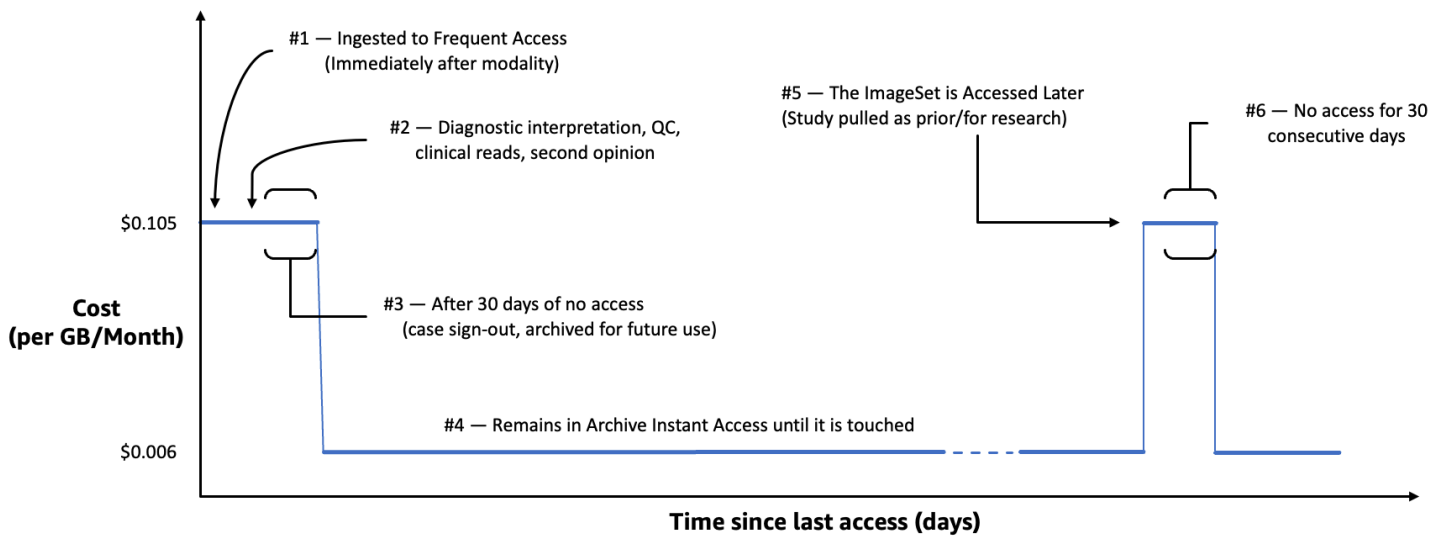 #1 — Ingested to Frequent Access
(Immediately after modality)
#2 — Diagnostic interpretation, QC,
clinical reads, second opinion
#5 — The ImageSet is Accessed Later
(Study pulled as prior/for research)
#6 — No access for 30
consecutive days
$0.105
#3 — After 30 days of no access
(case sign-out, archived for future use)
Cost
(per GB/Month)
#4 — Remains in Archive Instant Access until it is touched
$0.006
Time since last access (days)